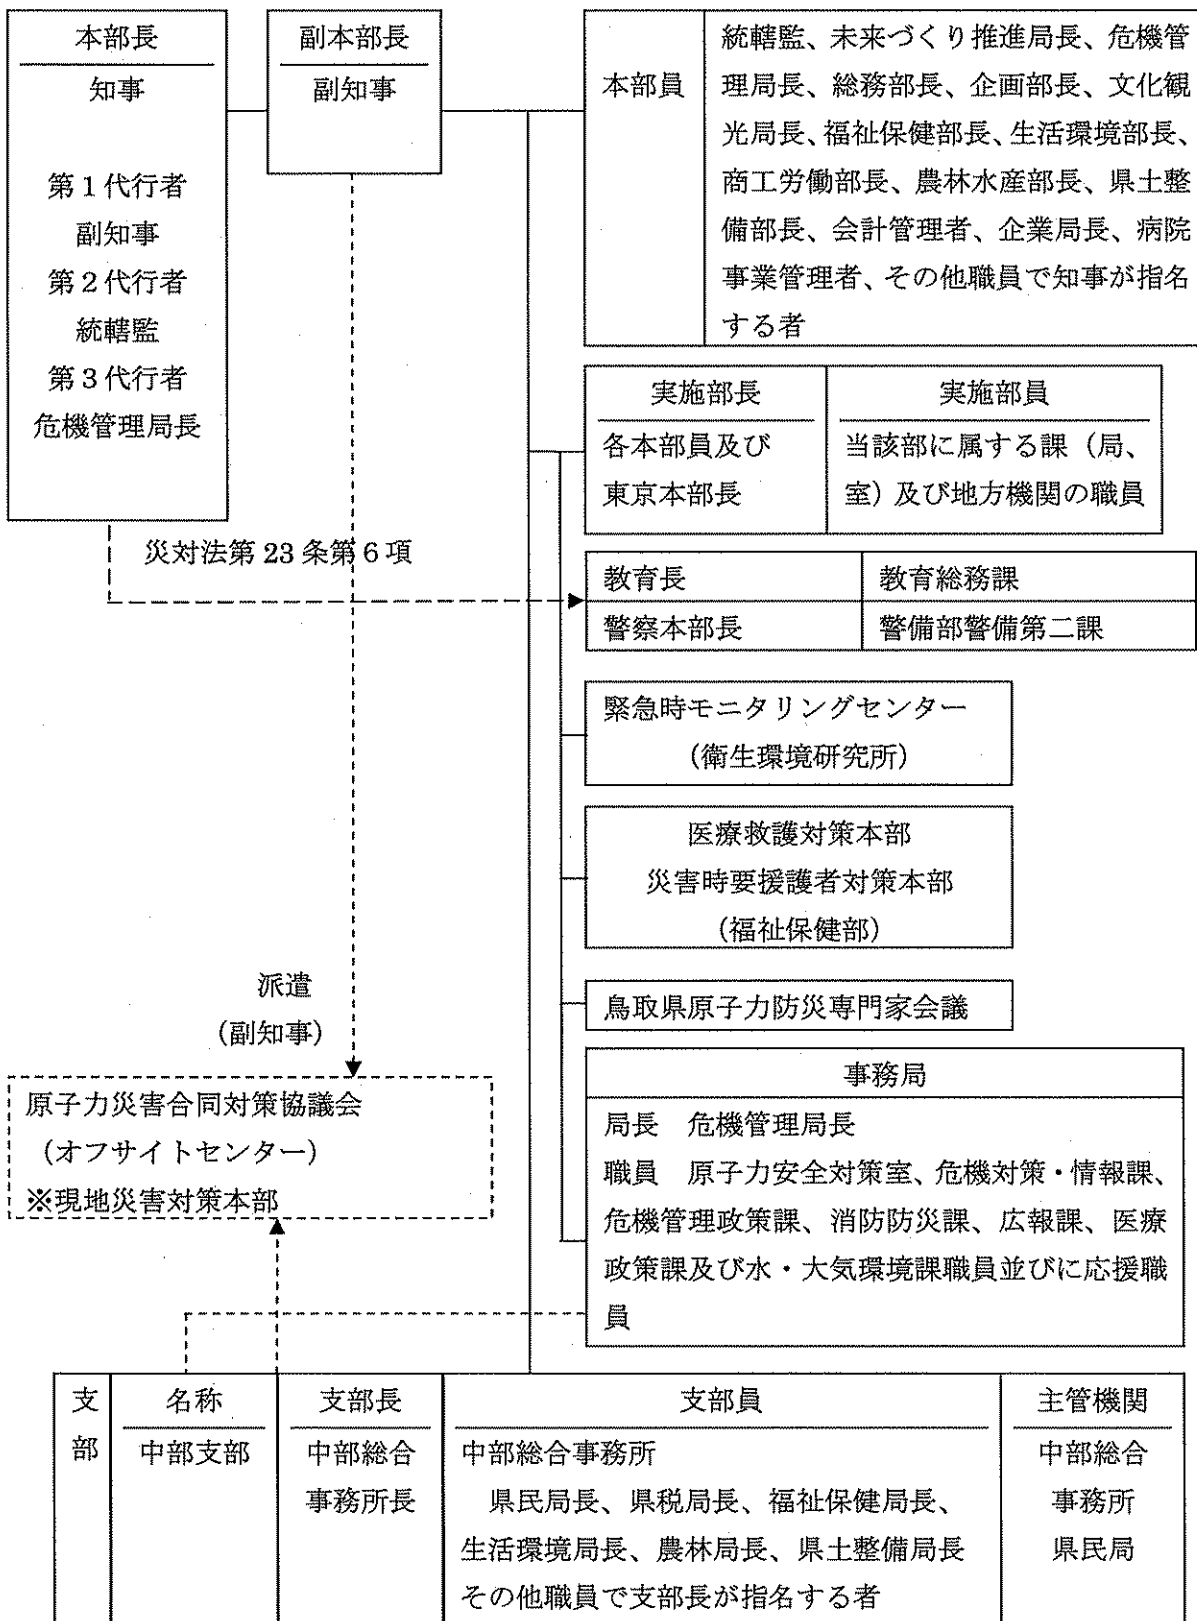 本部長
知事
第1代行者
副知事
第2代行者
統轄監
第3代行者
危機管理局長
副本部長
副知事
本部員
統轄監、未来づくり推進局長、危機管
理局長、総務部長、企画部長、文化観
光局長、福祉保健部長、生活環境部長、
商工労働部長、農林水産部長、県土整
備部長、会計管理者、企業局長、病院
事業管理者、その他職員で知事が指名
する者
実施部長
各本部員及び
東京本部長
実施部員
当該部に属する課（局、
室）及び地方機関の職員
災対法第23条第6項
教育長
教育総務課
警察本部長
警備部警備第二課
緊急時モニタリングセンター
（衛生環境研究所）
医療救護対策本部
災害時要援護者対策本部
（福祉保健部）
鳥取県原子力防災専門家会議
派遣
（副知事）
原子力災害合同対策協議会
（オフサイトセンター）
※現地災害対策本部
事務局
局長　危機管理局長
職員　原子力安全対策室、危機対策・情報課、
危機管理政策課、消防防災課、広報課、医療
政策課及び水・大気環境課職員並びに応援職
員
支
部
名称
中部支部
支部長
中部総合
事務所長
支部員
中部総合事務所
県民局長、県税局長、福祉保健局長、
生活環境局長、農林局長、県土整備局長
その他職員で支部長が指名する者
主管機関
中部総合
事務所
県民局